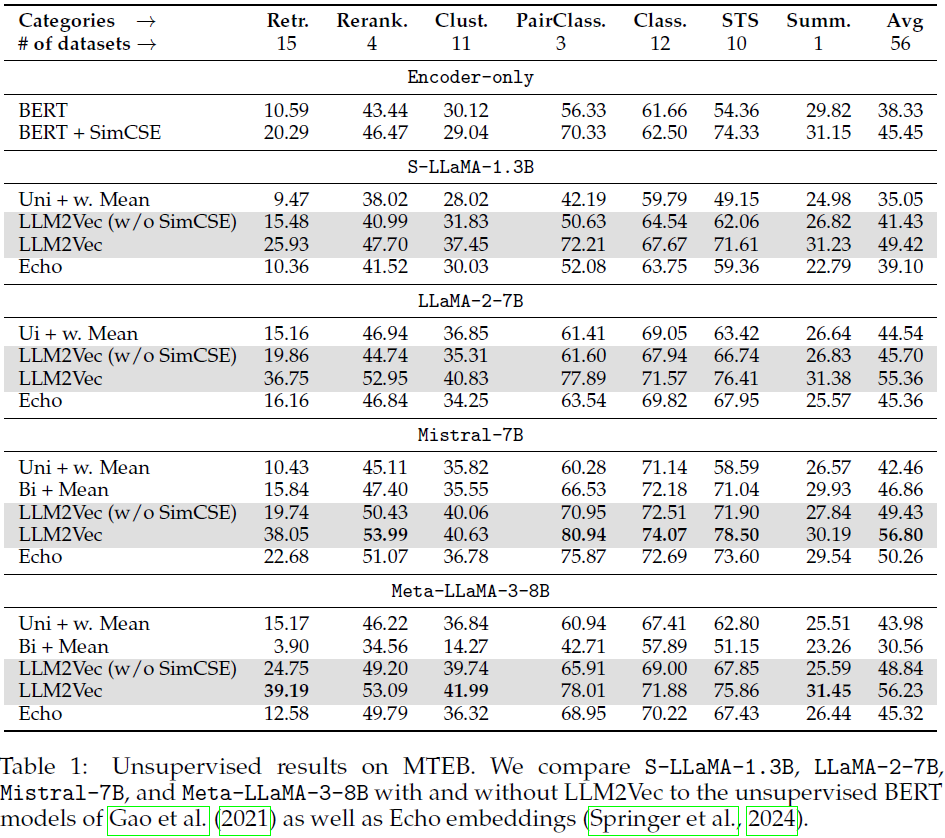 Categories → Retr. Rerank. Clust. PairClass. Class. STS Summ. Avg
# of datasets → 15 4 11 3 12 10 1 56
Encoder-only
BERT 10.59 43.44 30.12 56.33 61.66 54.36 29.82 38.33
BERT + SimCSE 20.29 46.47 29.04 70.33 62.50 74.33 31.15 45.45
S-LLaMA-1.3B
Uni + w. Mean 9.47 38.02 28.02 42.19 59.79 49.15 24.98 35.05
LLM2Vec (w/o SimCSE) 15.48 40.99 31.83 50.63 64.54 62.06 26.82 41.43
LLM2Vec 25.93 47.70 37.45 72.21 67.67 71.61 31.23 49.42
Echo 10.36 41.52 30.03 52.08 63.75 59.36 22.79 39.10
LLaMA-2-7B
Ui + w. Mean 15.16 46.94 36.85 61.41 69.05 63.42 26.64 44.54
LLM2Vec (w/o SimCSE) 19.86 44.74 35.31 61.60 67.94 66.74 26.83 45.70
LLM2Vec 36.75 52.95 40.83 77.89 71.57 76.41 31.38 55.36
Echo 16.16 46.84 34.25 63.54 69.82 67.95 25.57 45.36
Mistral-7B
Uni + w. Mean 10.43 45.11 35.82 60.28 71.14 58.59 26.57 42.46
Bi + Mean 15.84 47.40 35.55 66.53 72.18 71.04 29.93 46.86
LLM2Vec (w/o SimCSE) 19.74 50.43 40.06 70.95 72.51 71.90 27.84 49.43
LLM2Vec 38.05 53.99 40.63 80.94 74.07 78.50 30.19 56.80
Echo 22.68 51.07 36.78 75.87 72.69 73.60 29.54 50.26
Meta-LLaMA-3-8B
Uni + w. Mean 15.17 46.22 36.84 60.94 67.41 62.80 25.51 43.98
Bi + Mean 3.90 34.56 14.27 42.71 57.89 51.15 23.26 30.56
LLM2Vec (w/o SimCSE) 24.75 49.20 39.74 65.91 69.00 67.85 25.59 48.84
LLM2Vec 39.19 53.09 41.99 78.01 71.88 75.86 31.45 56.23
Echo 12.58 49.79 36.32 68.95 70.22 67.43 26.44 45.32
Table 1: Unsupervised results on MTEB. We compare S-LLaMA-1.3B, LLaMA-2-7B,
Mistral-7B, and Meta-LLaMA-3-8B with and without LLM2Vec to the unsupervised BERT
models of Gao et al. (2021) as well as Echo embeddings (Springer et al., 2024).